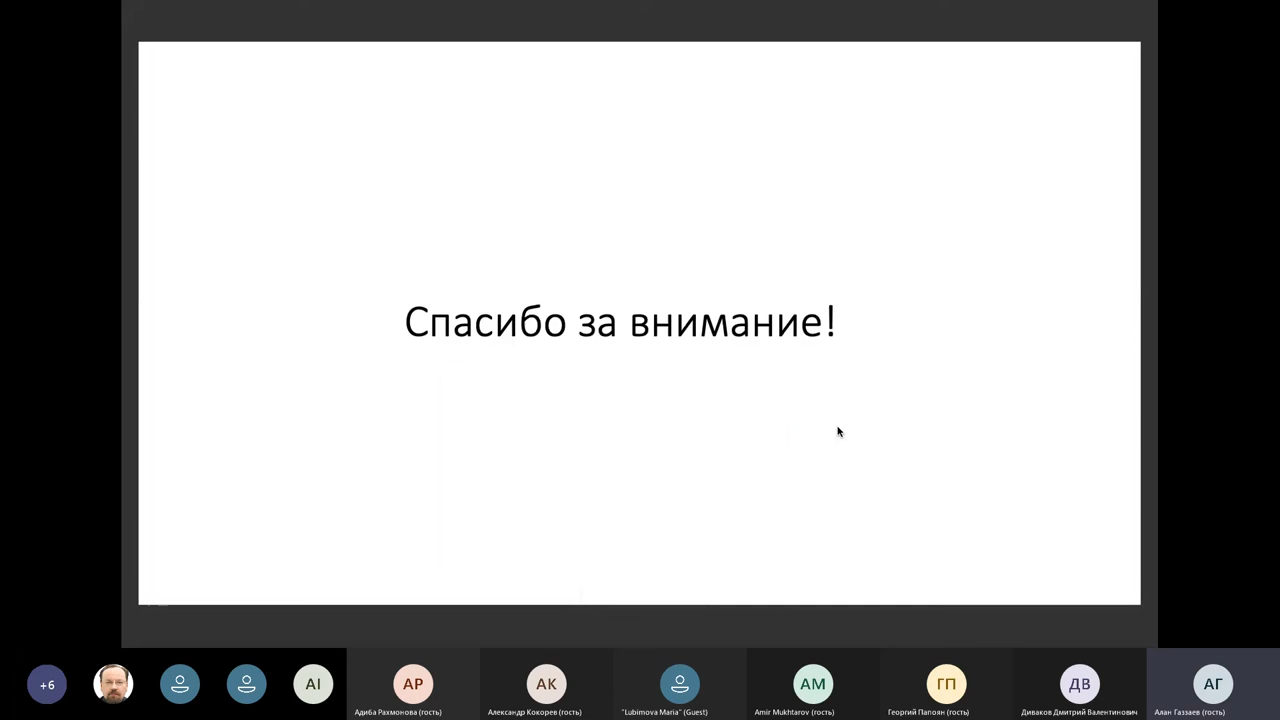 Спасибо за внимание!
+6
AI
АР
АК
АМ
ГП
ДВ
АГ
Адиба Рахмонова (гость)
Александр Кокорев (гость)
"Lubimova Maria" (Guest)
Amir Mukhtarov (гость)
Георгий Папоян (гость)
Диваков Дмитрий Валентинович
Алан Газзаев (гость)